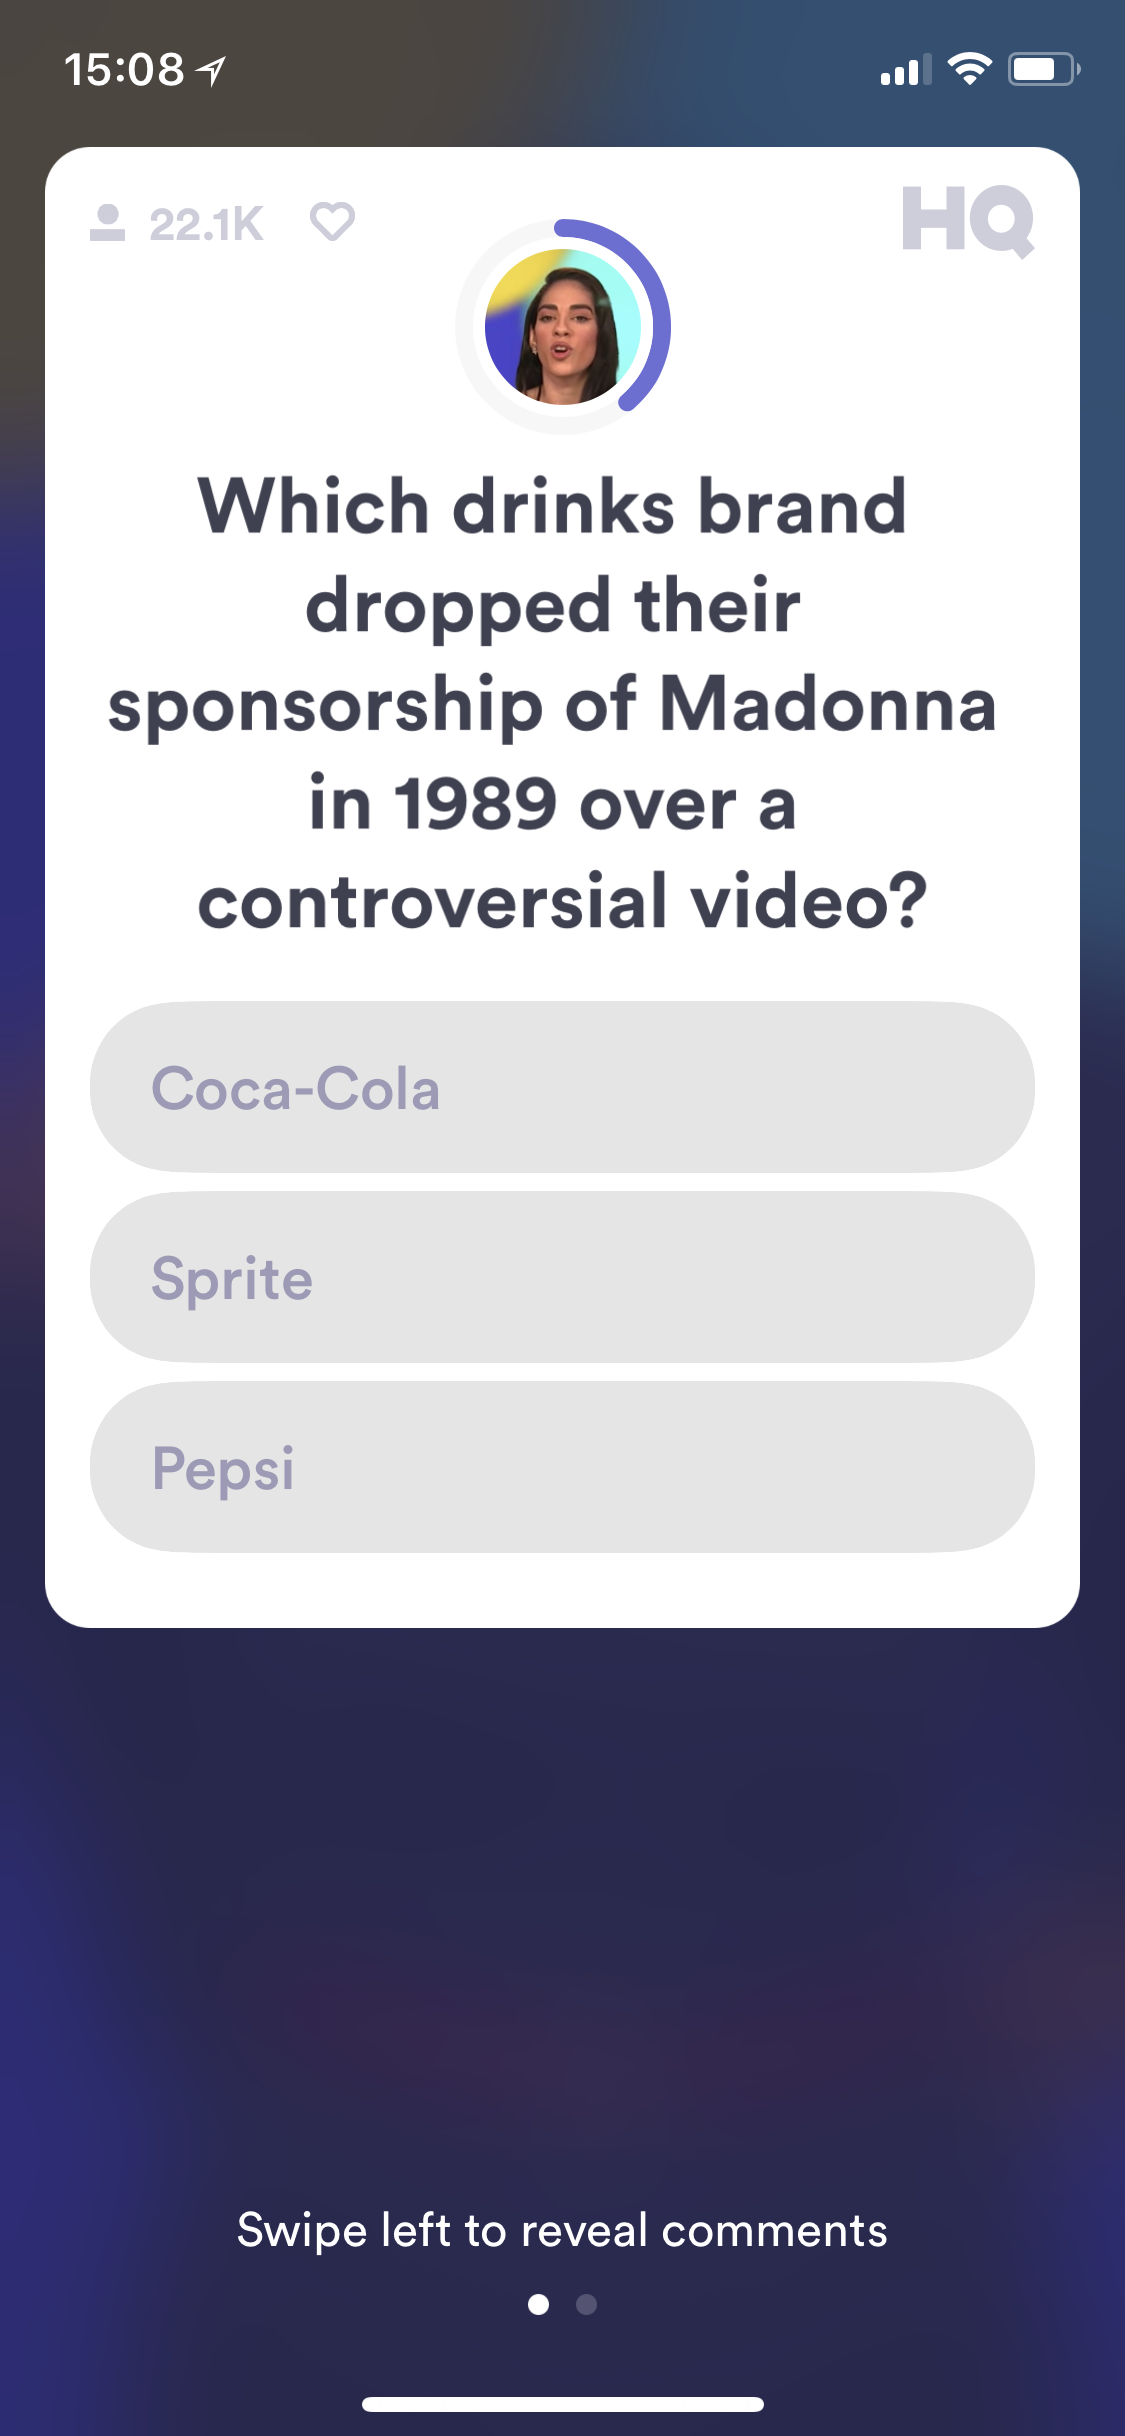 15:08
22.1K
HQ
Which drinks brand
dropped their
sponsorship of Madonna
in 1989 over a
controversial video?
Coca-Cola
Sprite
Pepsi
Swipe left to reveal comments